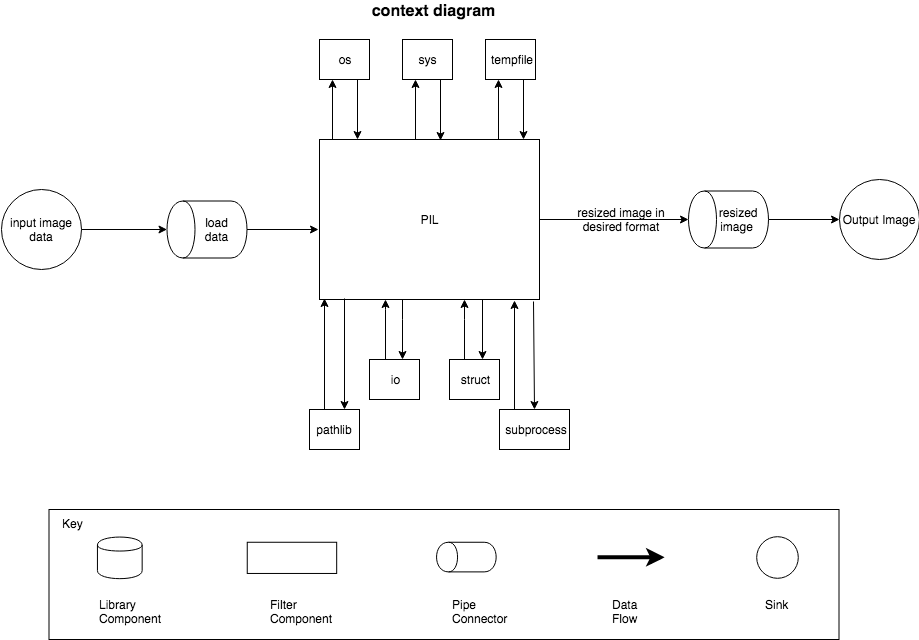 context diagram
os
sys
tempfile
input image
data
load
data
PIL
resized image in
desired format
resized
image
Output Image
io
struct
pathlib
subprocess
Key
Library
Component
Filter
Component
Pipe
Connector
Data
Flow
Sink